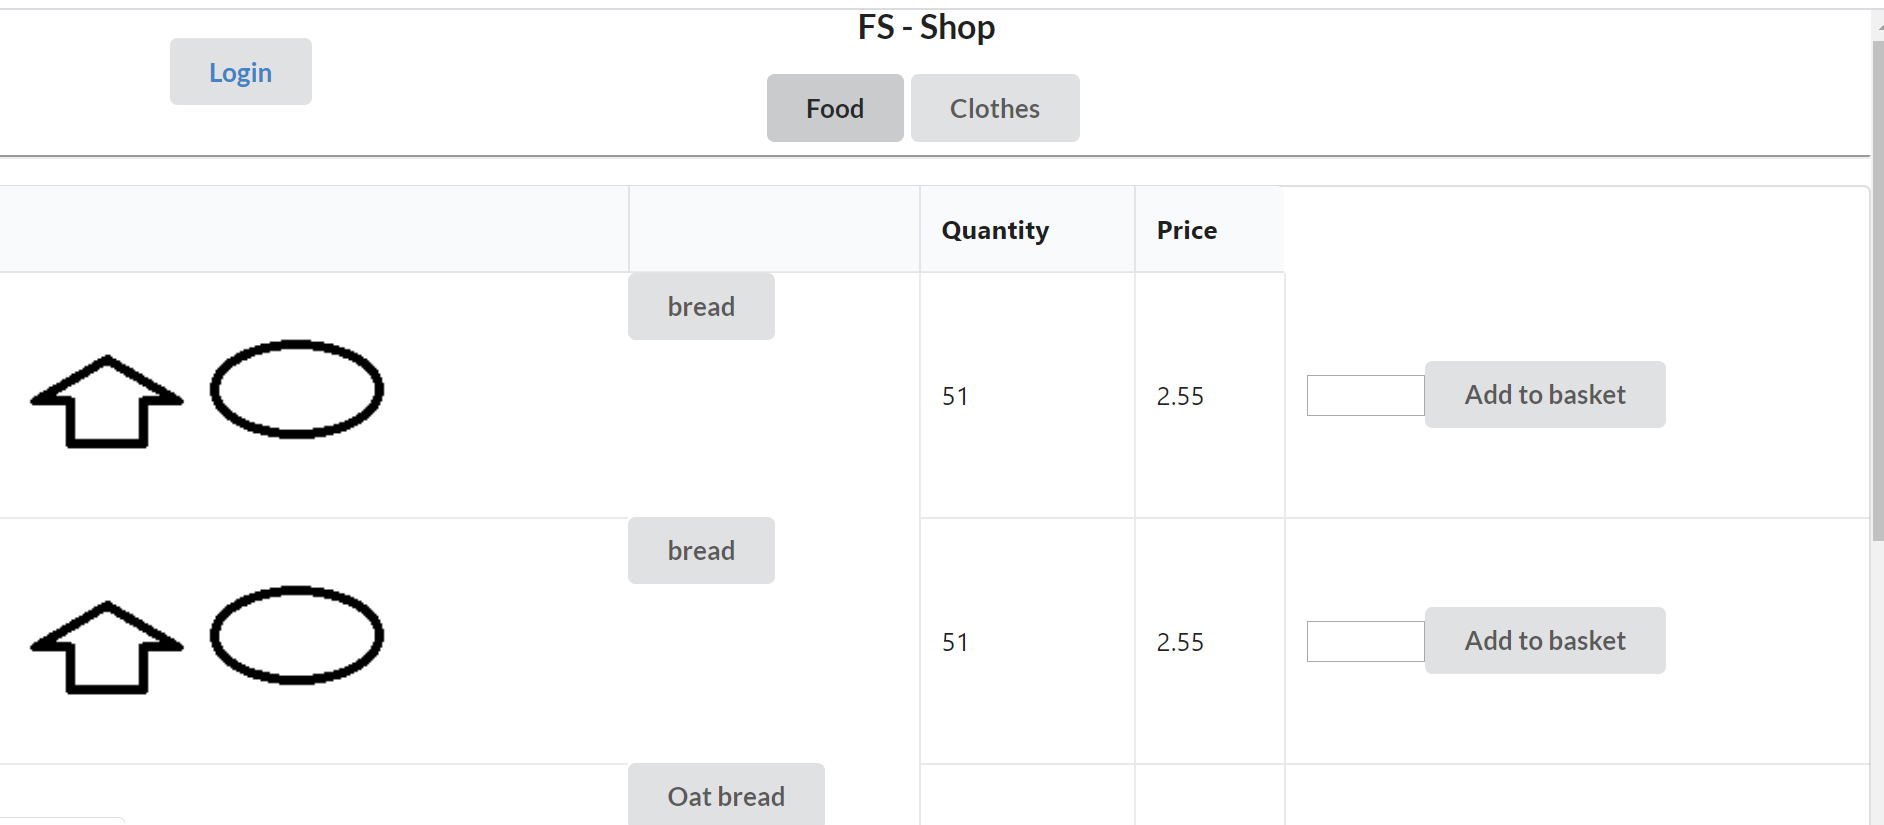 FS - Shop
Login
Food Clothes
Quantity Price
bread
51 2.55 Add to basket
bread
51 2.55 Add to basket
Oat bread